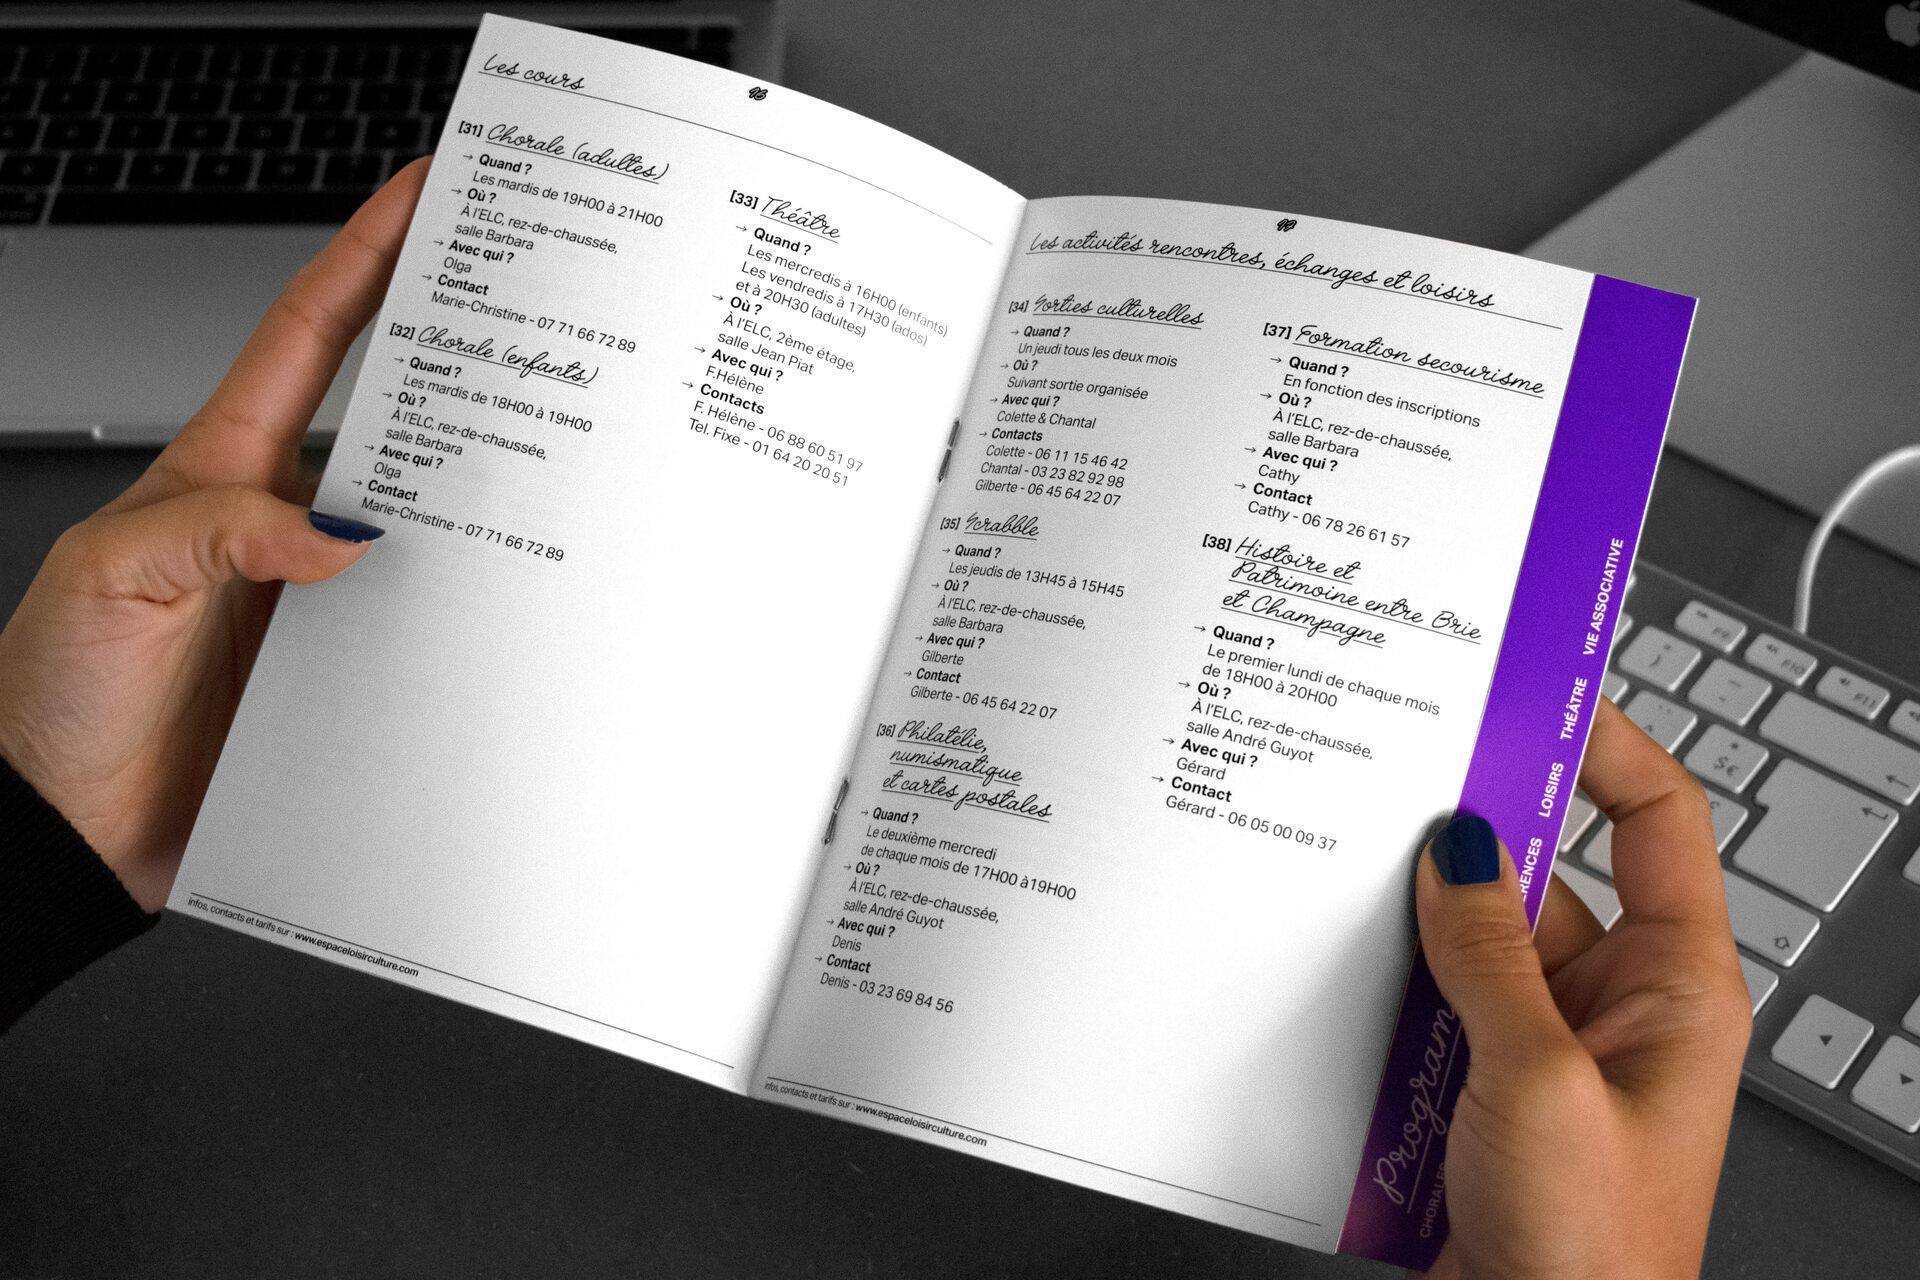 Les cours
[31] Chorale (adultes)
→ Quand ?
Les mardis de 19H00 à 21H00
→ Où ?
À l'ELC, rez-de-chaussée,
salle Barbara
→ Avec qui ?
Olga
→ Contact
Marie-Christine - 07 71 66 72 89
[32] Chorale (enfants)
→ Quand ?
Les mardis de 18H00 à 19H00
→ Où ?
À l'ELC, rez-de-chaussée,
salle Barbara
→ Avec qui ?
Olga
→ Contact
Marie-Christine - 07 71 66 72 89
[33] Théâtre
→ Quand ?
Les mercredis à 16H00 (enfants)
Les vendredis à 17H30 (ados)
et à 20H30 (adultes)
→ Où ?
À l'ELC, 2ème étage,
salle Jean Piat
→ Avec qui ?
F.Hélène
→ Contacts
F. Hélène - 06 88 60 51 97
Tel. Fixe - 01 64 20 20 51
infos, contacts et tarifs sur : www.espaceloisirculture.com
Les activités rencontres, échanges et loisirs
[34] Sorties culturelles
→ Quand ?
Un jeudi tous les deux mois
→ Où ?
Suivant sortie organisée
→ Avec qui ?
Colette & Chantal
→ Contacts
Colette - 06 11 15 46 42
Chantal - 03 23 82 92 98
Gilberte - 06 45 64 22 07
[35] Scrabble
→ Quand ?
Les jeudis de 13H45 à 15H45
→ Où ?
À l'ELC, rez-de-chaussée,
salle Barbara
→ Avec qui ?
Gilberte
→ Contact
Gilberte - 06 45 64 22 07
[36] Philatélie,
numismatique
et cartes postales
→ Quand ?
Le deuxième mercredi
de chaque mois de 17H00 à19H00
→ Où ?
À l'ELC, rez-de-chaussée,
salle André Guyot
→ Avec qui ?
Denis
→ Contact
Denis - 03 23 69 84 56
[37] Formation secourisme
→ Quand ?
En fonction des inscriptions
→ Où ?
À l'ELC, rez-de-chaussée,
salle Barbara
→ Avec qui ?
Cathy
→ Contact
Cathy - 06 78 26 61 57
[38] Histoire et
Patrimoine entre Brie
et Champagne
→ Quand ?
Le premier lundi de chaque mois
de 18H00 à 20H00
→ Où ?
À l'ELC, rez-de-chaussée,
salle André Guyot
→ Avec qui ?
Gérard
→ Contact
Gérard - 06 05 00 09 37
infos, contacts et tarifs sur : www.espaceloisirculture.com
Program
CHORALES
RENCES LOISIRS THÉÂTRE VIE ASSOCIATIVE